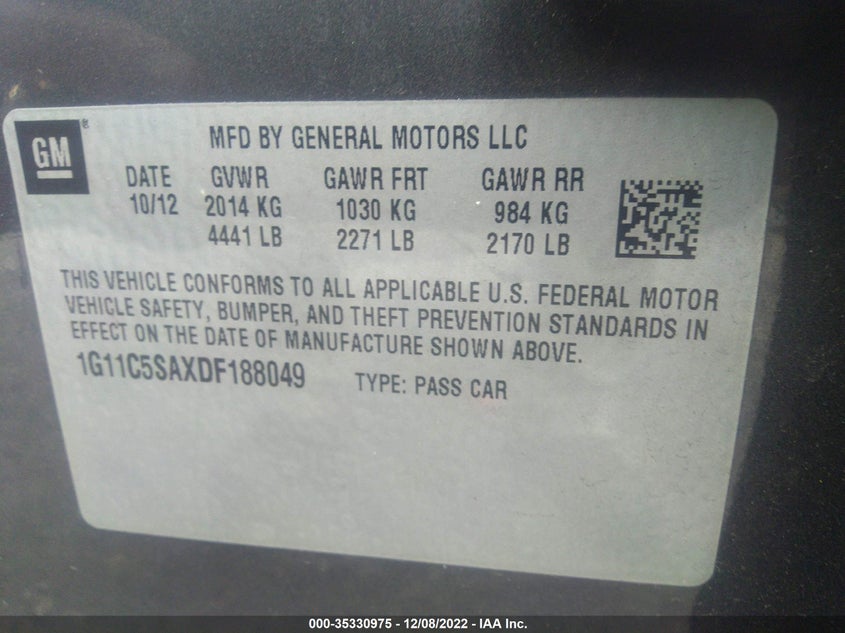 GM®
MFD BY GENERAL MOTORS LLC
DATE GVWR GAWR FRT GAWR RR
10/12 2014 KG 1030 KG 984 KG
4441 LB 2271 LB 2170 LB
THIS VEHICLE CONFORMS TO ALL APPLICABLE U.S. FEDERAL MOTOR
VEHICLE SAFETY, BUMPER, AND THEFT PREVENTION STANDARDS IN
EFFECT ON THE DATE OF MANUFACTURE SHOWN ABOVE.
1G11C5SAXDF188049 TYPE: PASS CAR
000-35330975 - 12/08/2022 - IAA Inc.